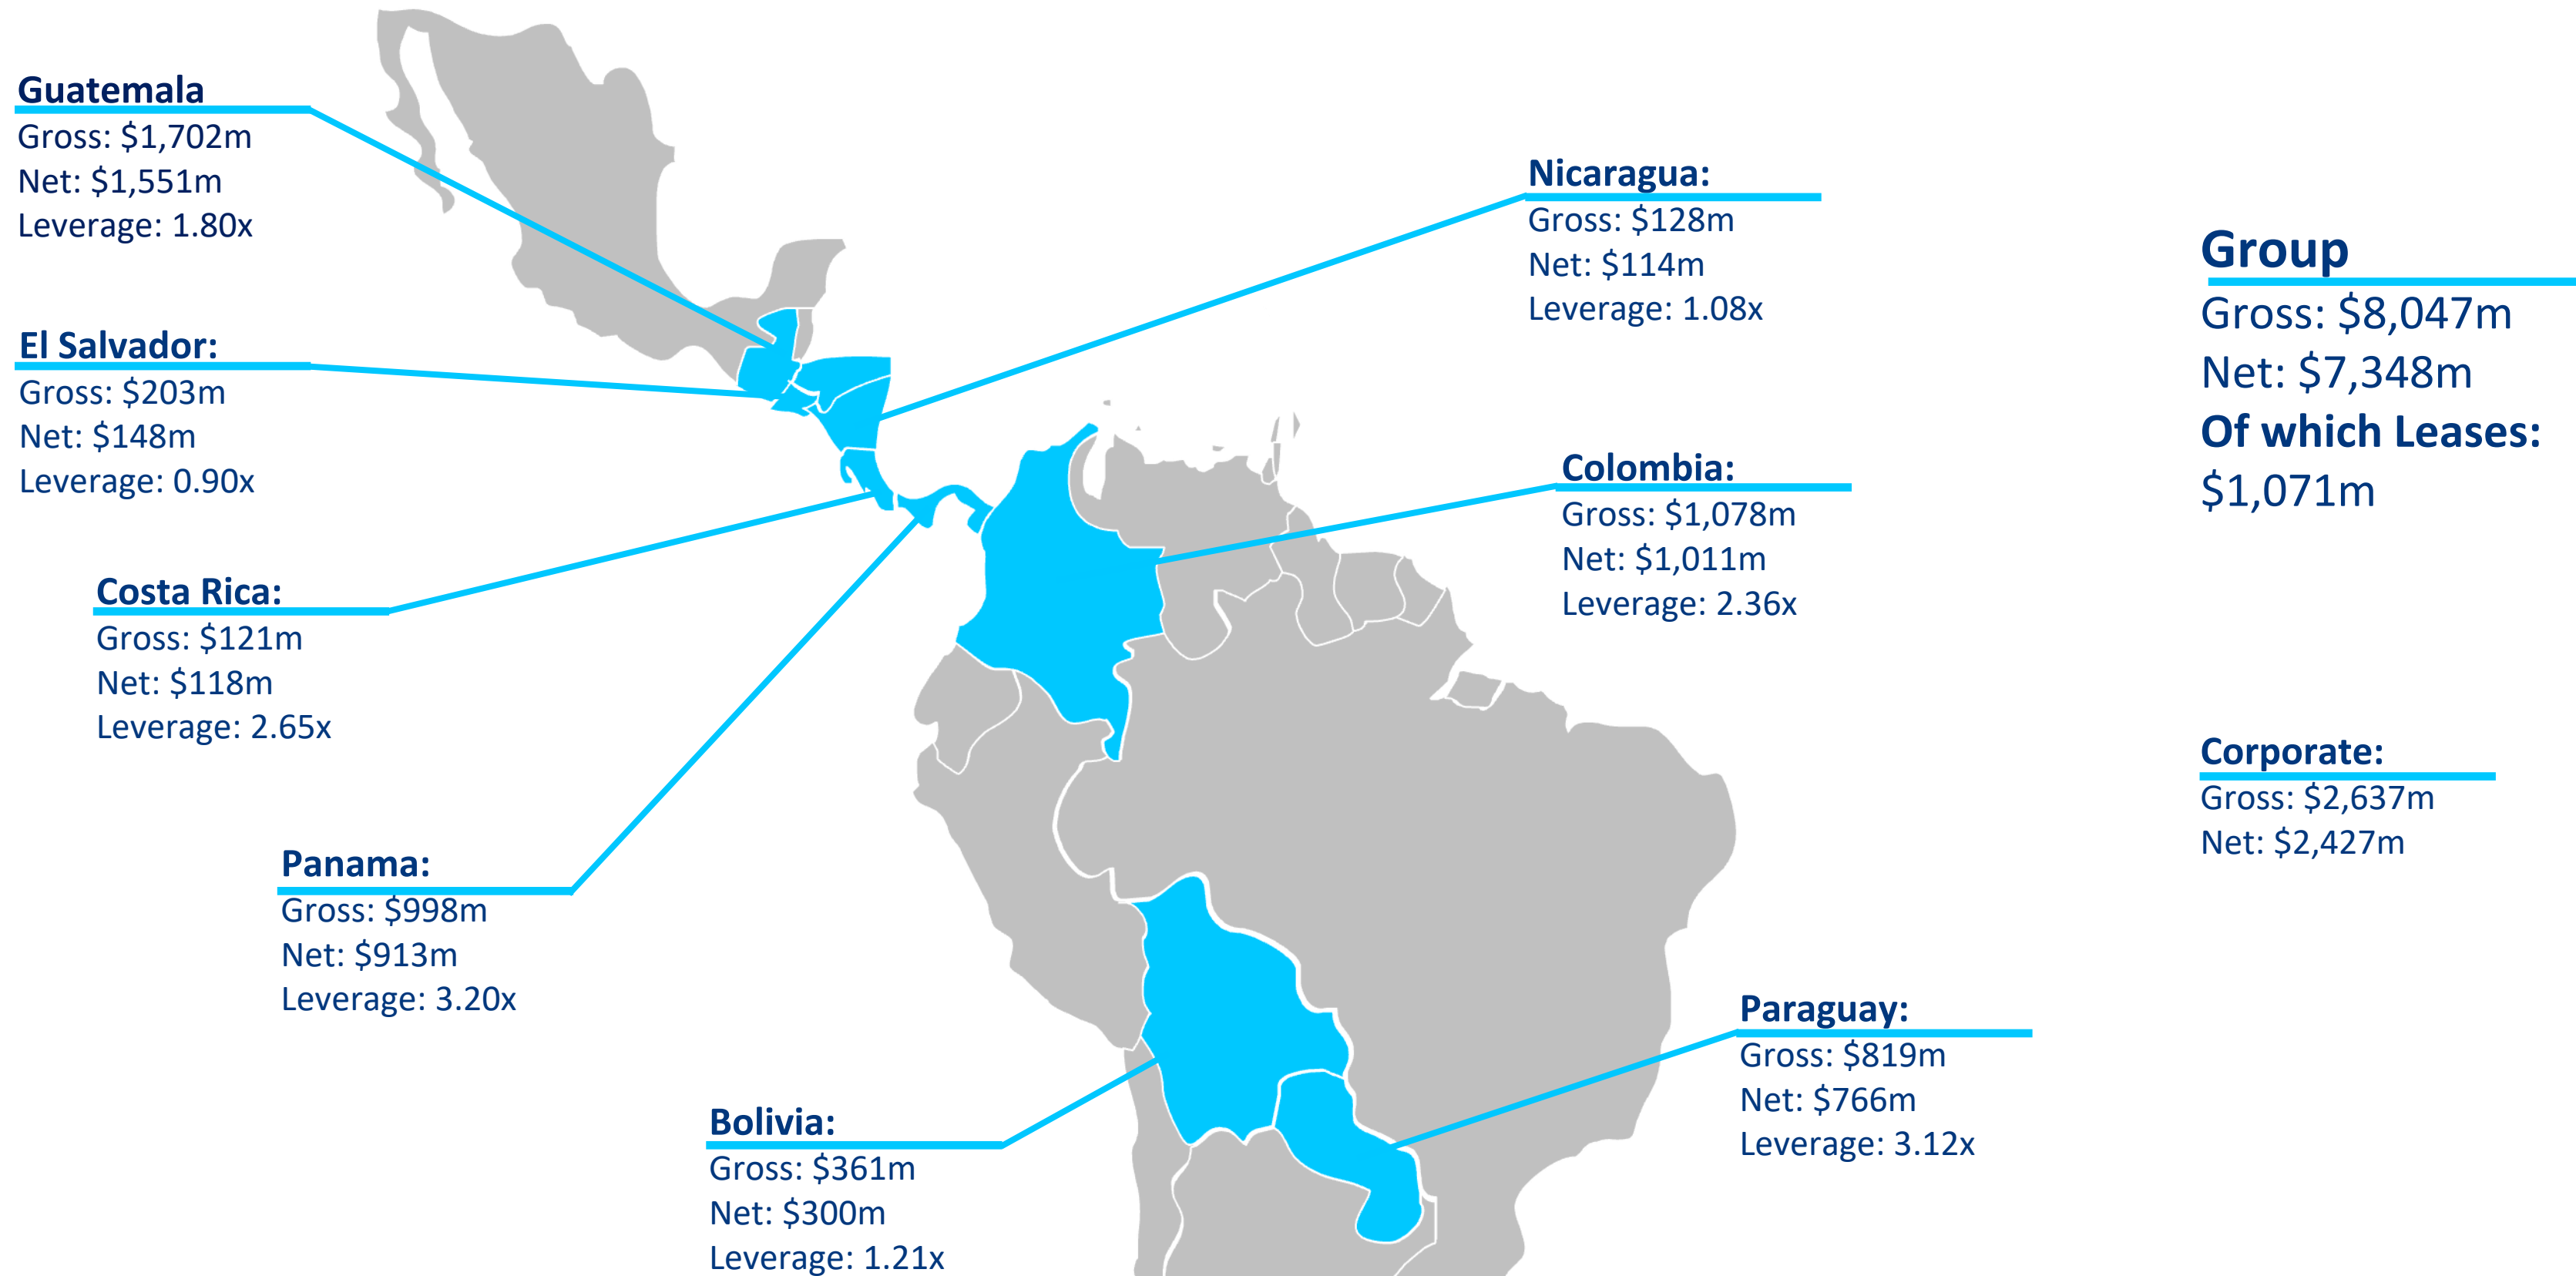 Guatemala
Gross: $1,702m
Net: $1,551m
Leverage: 1.80x
El Salvador:
Gross: $203m
Net: $148m
Leverage: 0.90x
Costa Rica:
Gross: $121m
Net: $118m
Leverage: 2.65x
Panama:
Gross: $998m
Net: $913m
Leverage: 3.20x
Bolivia:
Gross: $361m
Net: $300m
Leverage: 1.21x
Nicaragua:
Gross: $128m
Net: $114m
Leverage: 1.08x
Colombia:
Gross: $1,078m
Net: $1,011m
Leverage: 2.36x
Paraguay:
Gross: $819m
Net: $766m
Leverage: 3.12x
Group
Gross: $8,047m
Net: $7,348m
Of which Leases:
$1,071m
Corporate:
Gross: $2,637m
Net: $2,427m